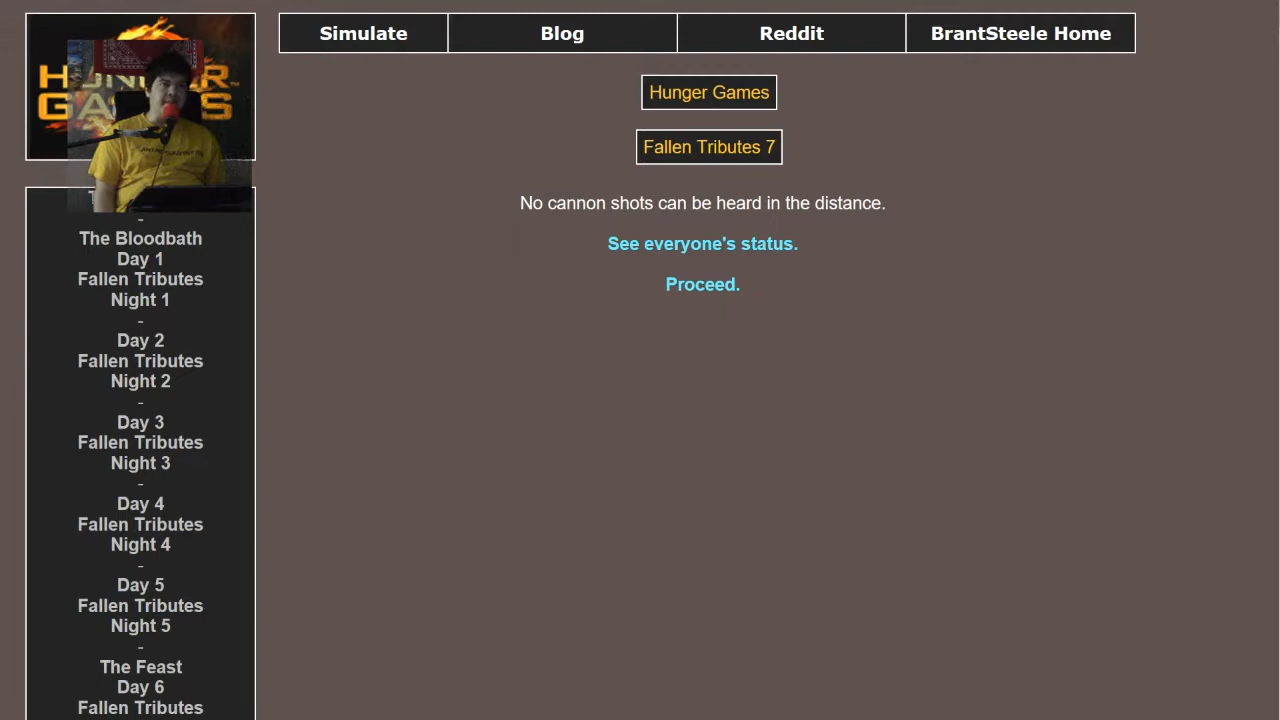 Simulate
Blog
Reddit
BrantSteele Home
Hunger Games
Fallen Tributes 7
No cannon shots can be heard in the distance.
See everyone's status.
Proceed.
-
The Bloodbath
Day 1
Fallen Tributes
Night 1
-
Day 2
Fallen Tributes
Night 2
-
Day 3
Fallen Tributes
Night 3
-
Day 4
Fallen Tributes
Night 4
-
Day 5
Fallen Tributes
Night 5
-
The Feast
Day 6
Fallen Tributes